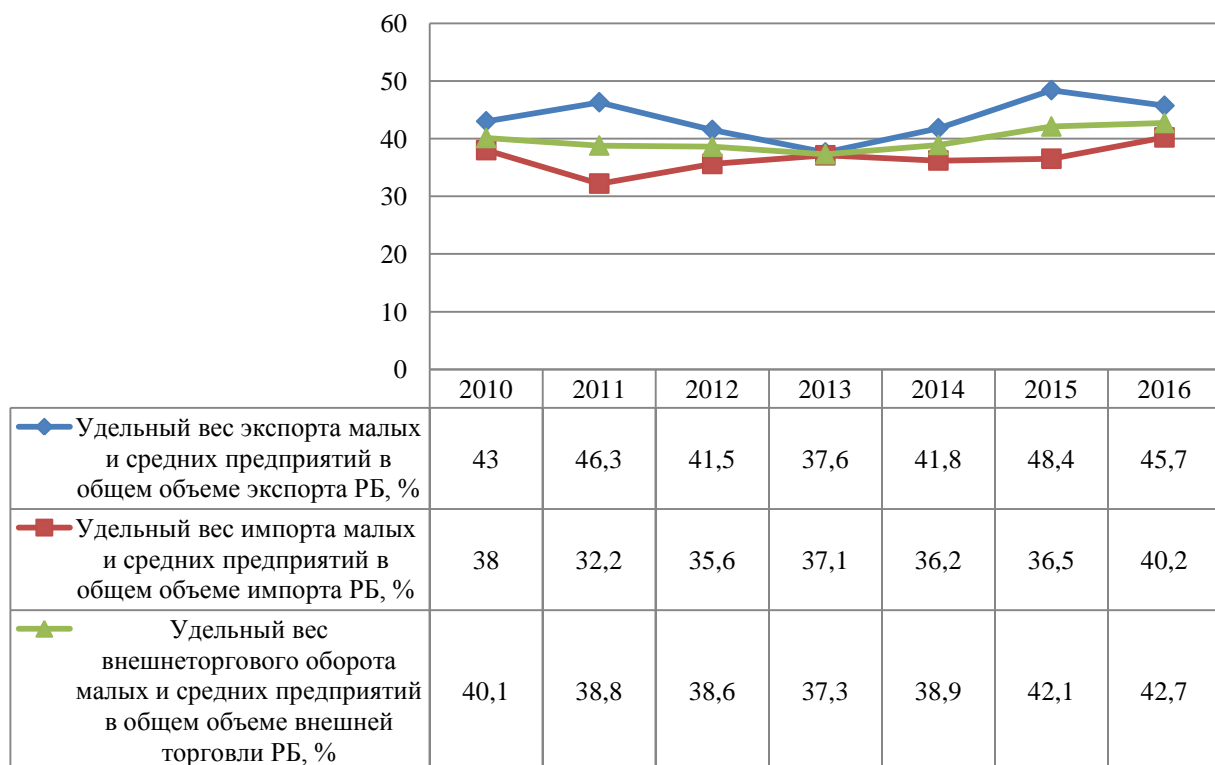 60
50
40
30
20
10
0
2010 2011 2012 2013 2014 2015 2016
Удельный вес экспорта малых
и средних предприятий в
общем объеме экспорта РБ, %
43 46,3 41,5 37,6 41,8 48,4 45,7
Удельный вес импорта малых
и средних предприятий в
общем объеме импорта РБ, %
38 32,2 35,6 37,1 36,2 36,5 40,2
Удельный вес
внешнеторгового оборота
малых и средних предприятий
в общем объеме внешней
торговли РБ, %
40,1 38,8 38,6 37,3 38,9 42,1 42,7